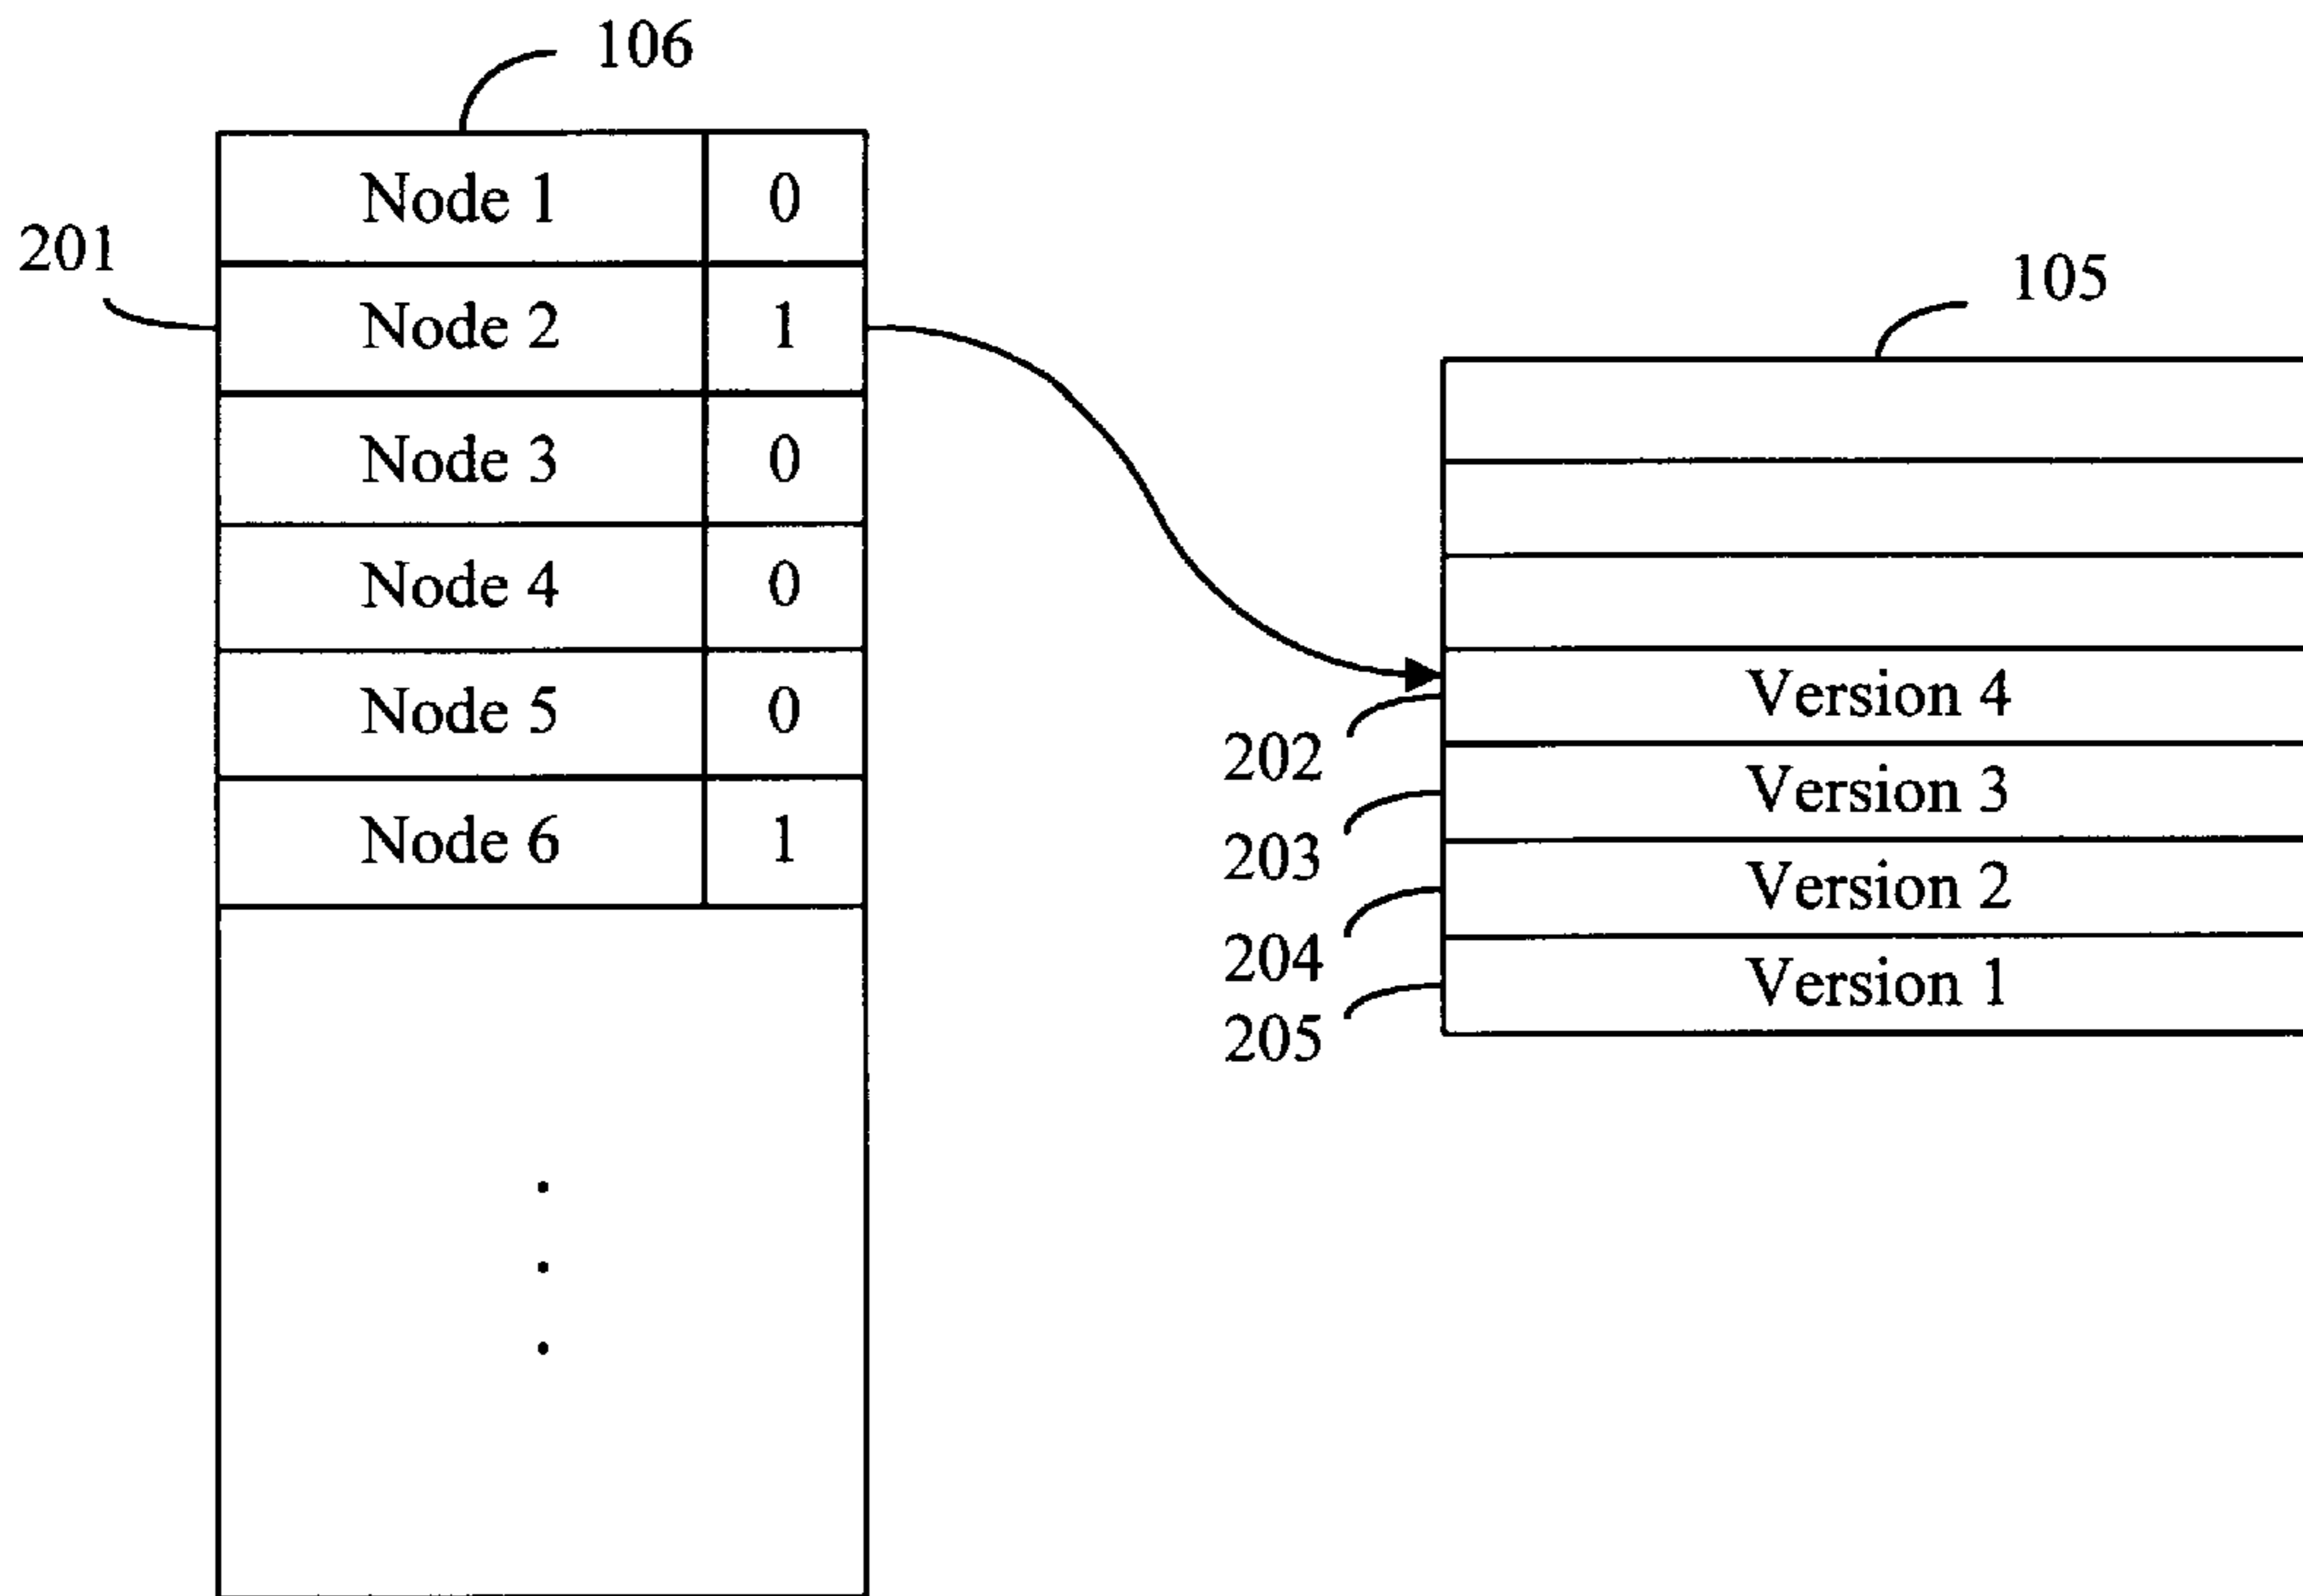 106
Node 1 0
201
Node 2 1
105
Node 3 0
Node 4 0
Node 5 0
Version 4
202
Version 3
Node 6 1
203
Version 2
204
Version 1
205